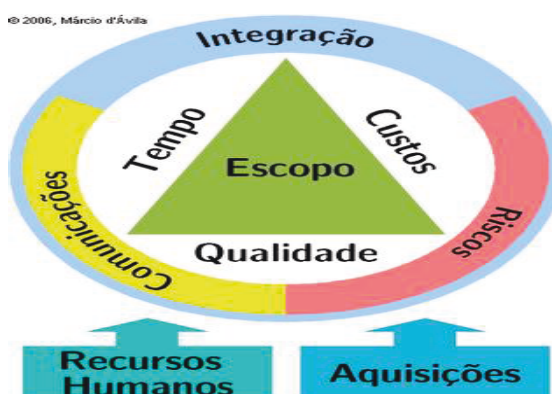 © 2006, Márcio d'Ávila
Integração
Tempo
Custos
Escopo
Comunicações
Riscos
Qualidade
Recursos
Humanos
Aquisições